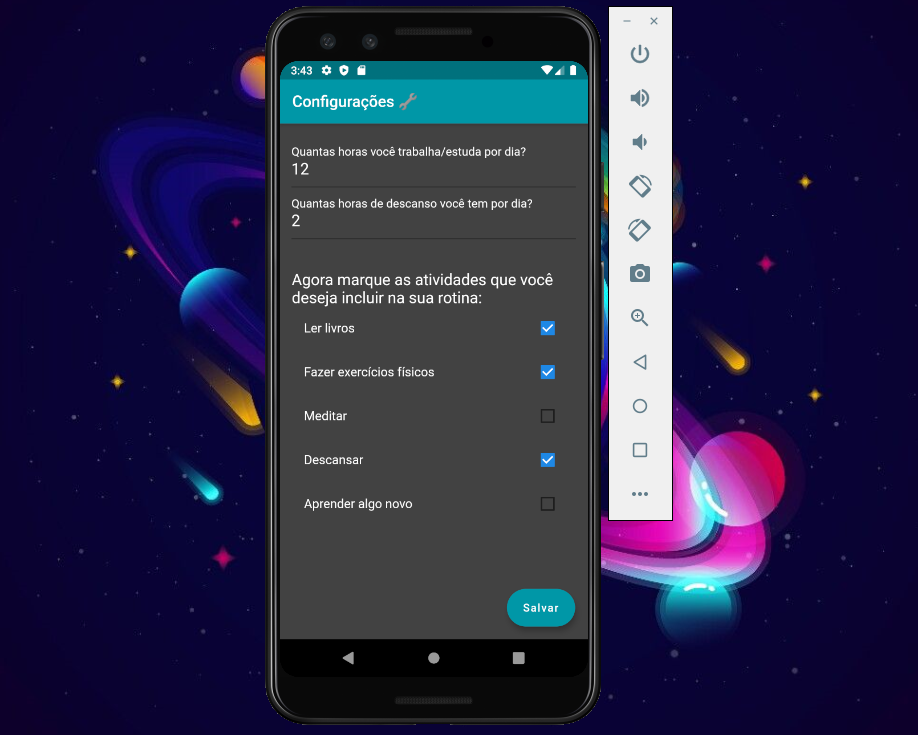 3:43
Configurações
Quantas horas você trabalha/estuda por dia?
12
Quantas horas de descanso você tem por dia?
2
Agora marque as atividades que você
deseja incluir na sua rotina:
Ler livros
Fazer exercícios físicos
Meditar
Descansar
Aprender algo novo
Salvar